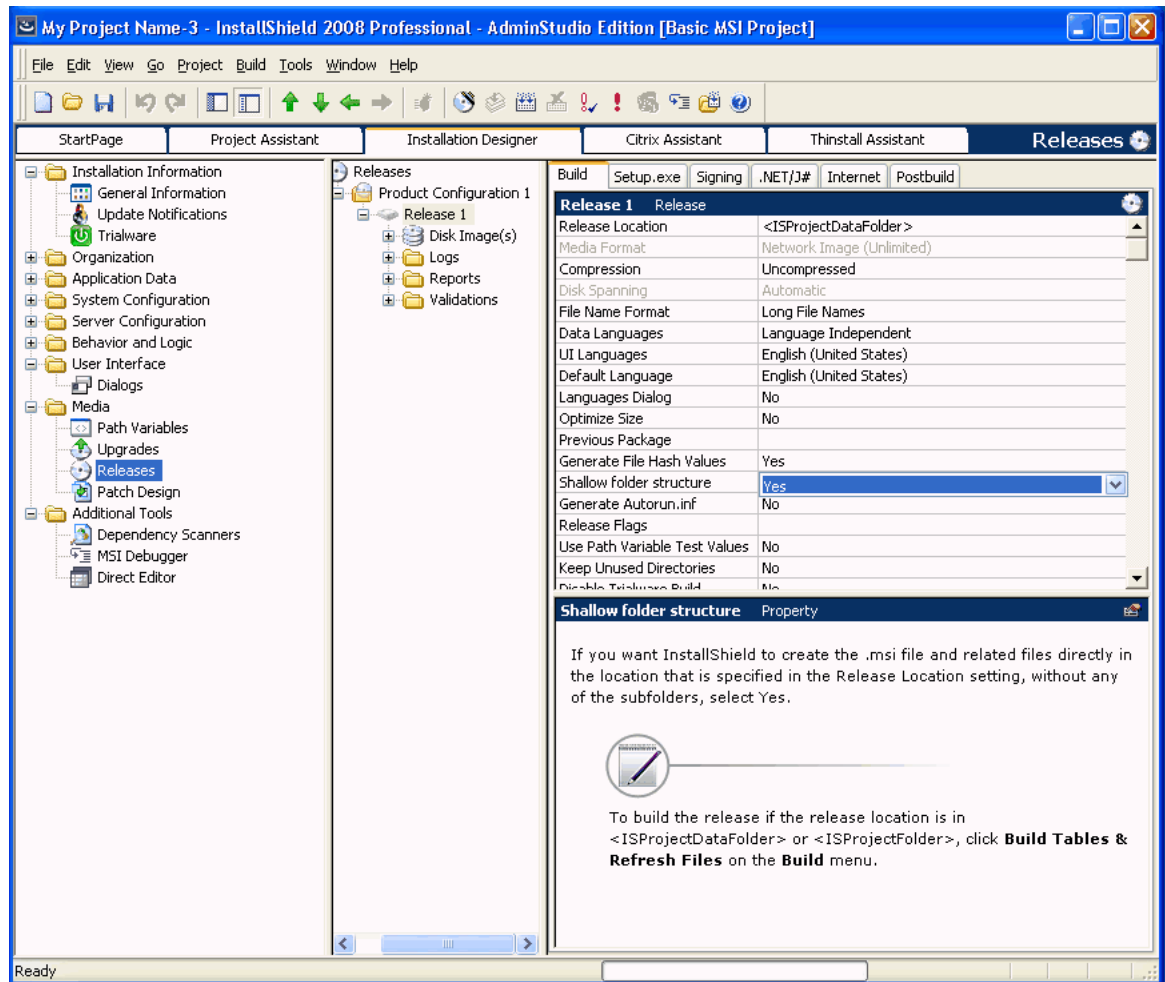 My Project Name-3 - InstallShield 2008 Professional - AdminStudio Edition [Basic MSI Project]
File Edit View Go Project Build Tools Window Help
StartPage Project Assistant Installation Designer Citrix Assistant Thinstall Assistant Releases
Installation Information
General Information
Update Notifications
Trialware
Organization
Application Data
System Configuration
Server Configuration
Behavior and Logic
User Interface
Dialogs
Media
Path Variables
Upgrades
Releases
Patch Design
Additional Tools
Dependency Scanners
MSI Debugger
Direct Editor
Releases
Product Configuration 1
Release 1
Disk Image(s)
Logs
Reports
Validations
Build Setup.exe Signing .NET/J# Internet Postbuild
Release 1 Release
Release Location <ISProjectDataFolder>
Media Format Network Image (Unlimited)
Compression Uncompressed
Disk Spanning Automatic
File Name Format Long File Names
Data Languages Language Independent
UI Languages English (United States)
Default Language English (United States)
Languages Dialog No
Optimize Size No
Previous Package
Generate File Hash Values Yes
Shallow folder structure Yes
Generate Autorun.inf No
Release Flags
Use Path Variable Test Values No
Keep Unused Directories No
Disable Trialware Build No
Shallow folder structure Property
If you want InstallShield to create the .msi file and related files directly in
the location that is specified in the Release Location setting, without any
of the subfolders, select Yes.
To build the release if the release location is in
<ISProjectDataFolder> or <ISProjectFolder>, click Build Tables &
Refresh Files on the Build menu.
Ready